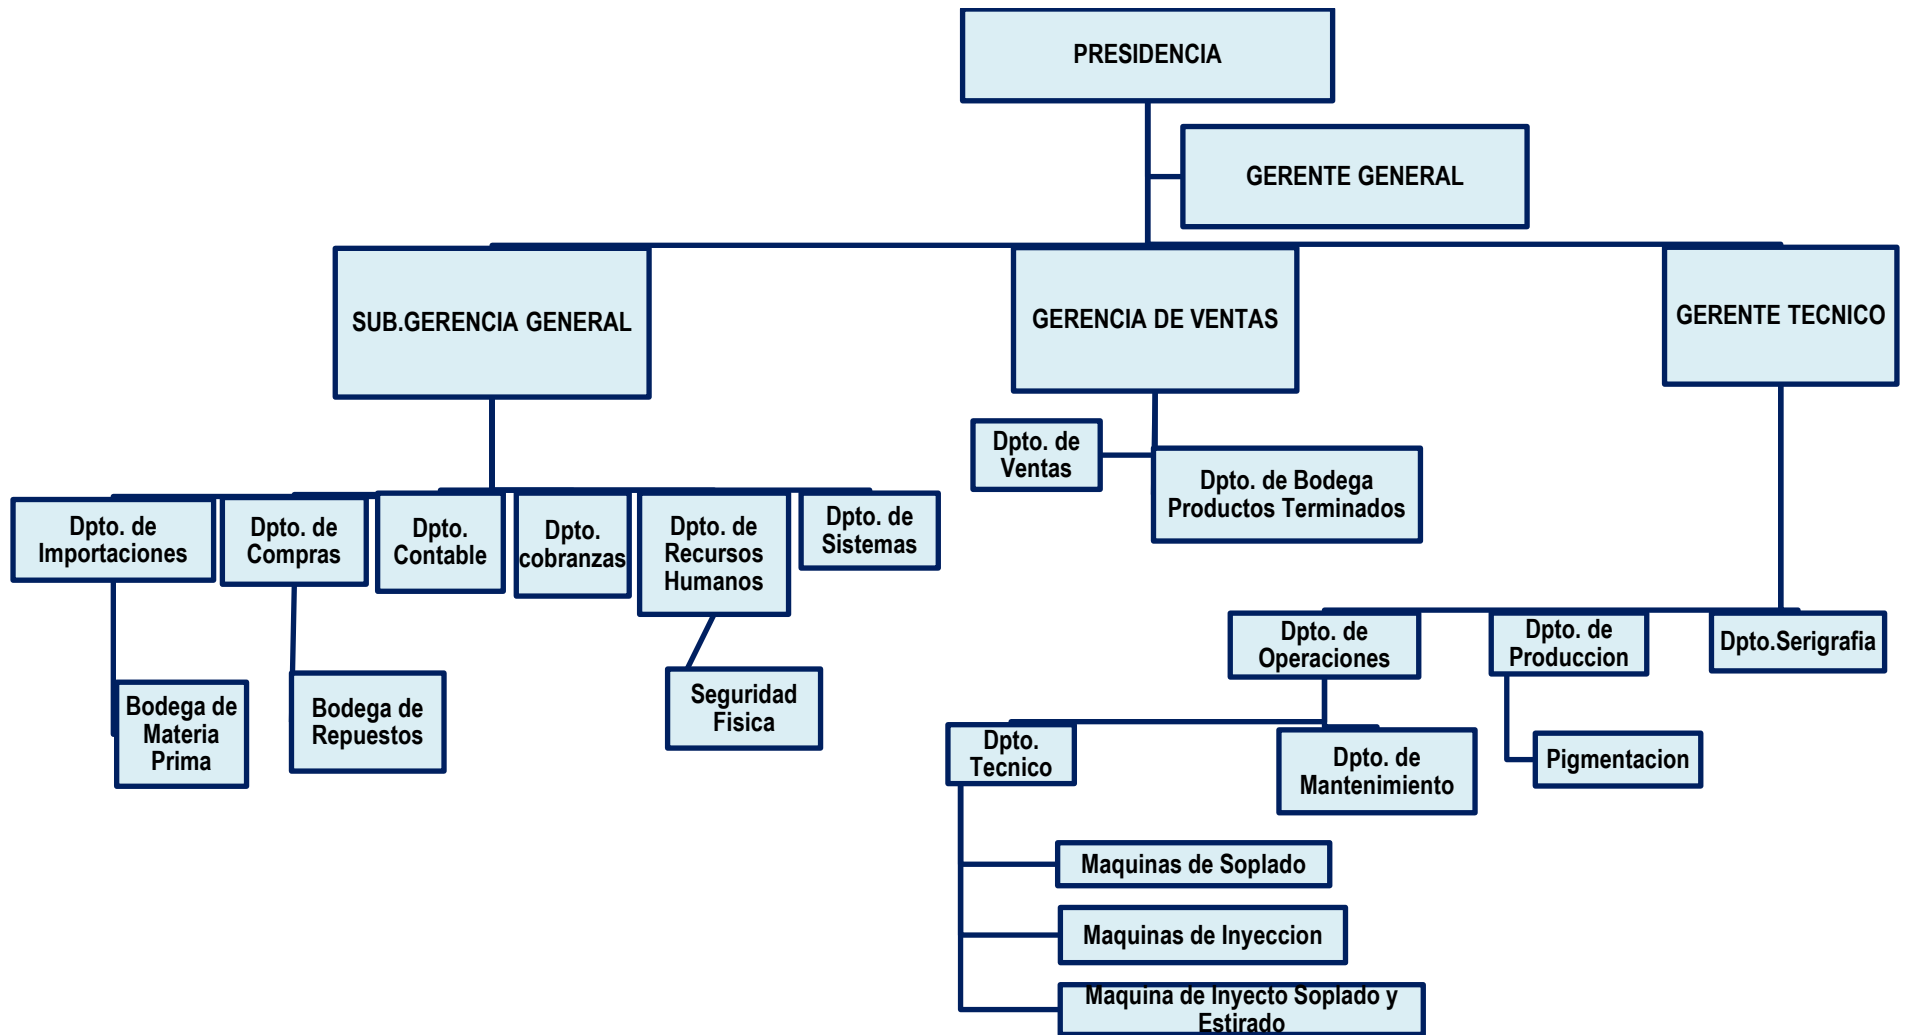 PRESIDENCIA
GERENTE GENERAL
SUB.GERENCIA GENERAL
GERENCIA DE VENTAS
GERENTE TECNICO
Dpto. de
Ventas
Dpto. de Bodega
Productos Terminados
Dpto. de
Importaciones
Dpto. de
Compras
Dpto.
Contable
Dpto.
cobranzas
Dpto. de
Recursos
Humanos
Dpto. de
Sistemas
Dpto. de
Operaciones
Dpto. de
Produccion
Dpto.Serigrafia
Bodega de
Materia
Prima
Bodega de
Repuestos
Seguridad
Fisica
Dpto.
Tecnico
Dpto. de
Mantenimiento
Pigmentacion
Maquinas de Soplado
Maquinas de Inyeccion
Maquina de Inyecto Soplado y
Estirado